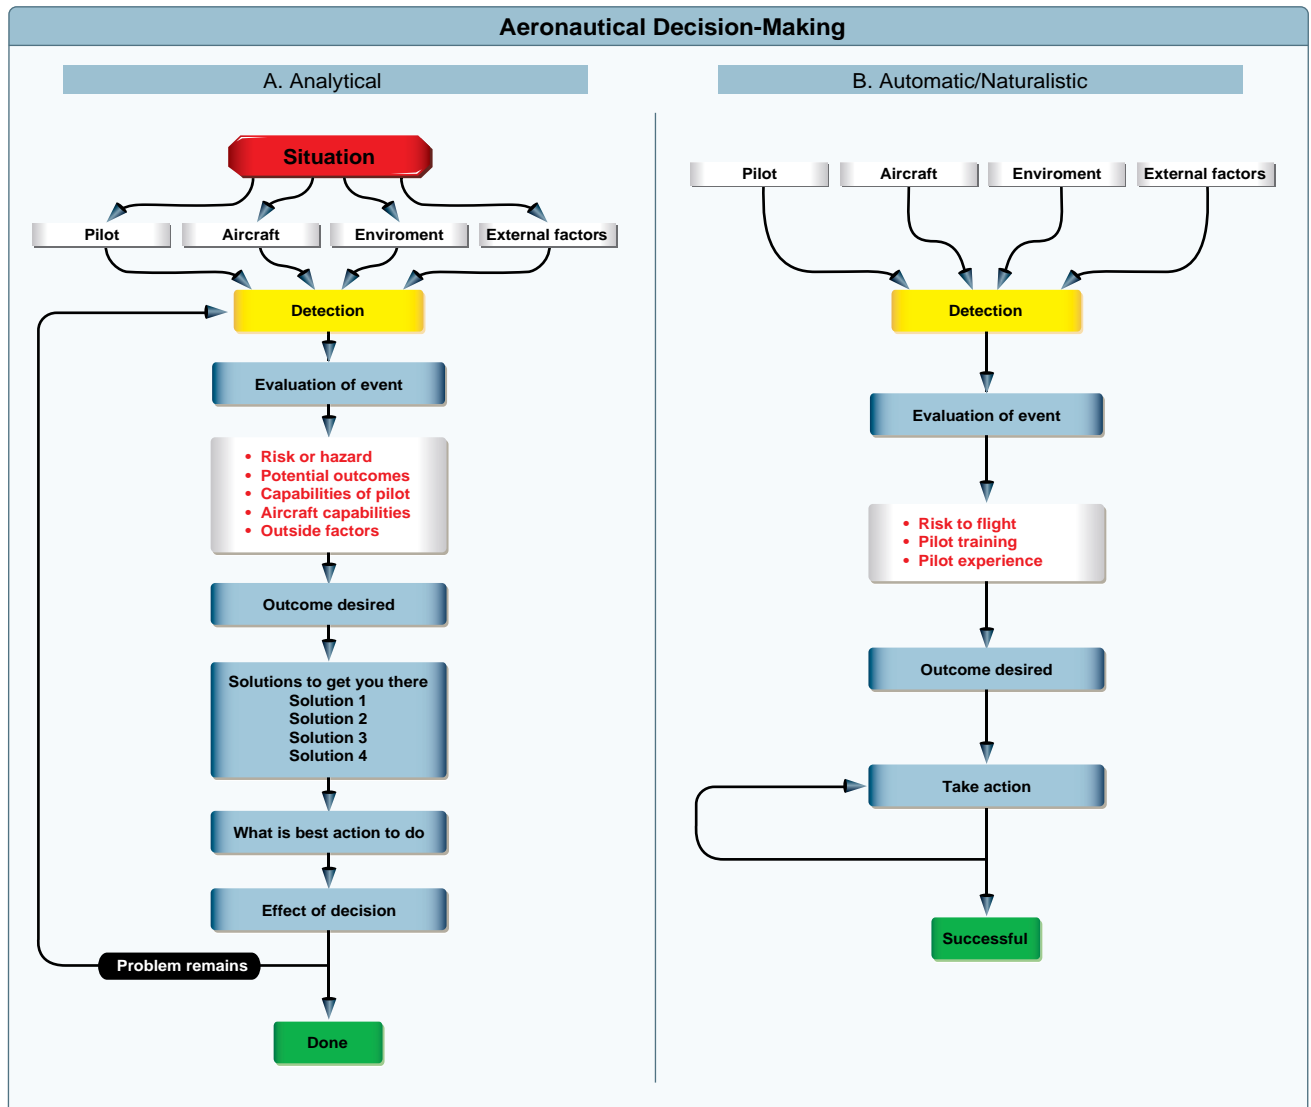 Aeronautical Decision-Making
A. Analytical
Situation
Pilot
Aircraft
Enviroment
External factors
Detection
Evaluation of event
• Risk or hazard
• Potential outcomes
• Capabilities of pilot
• Aircraft capabilities
• Outside factors
Outcome desired
Solutions to get you there
Solution 1
Solution 2
Solution 3
Solution 4
What is best action to do
Effect of decision
Problem remains
Done
B. Automatic/Naturalistic
Pilot
Aircraft
Enviroment
External factors
Detection
Evaluation of event
• Risk to flight
• Pilot training
• Pilot experience
Outcome desired
Take action
Successful